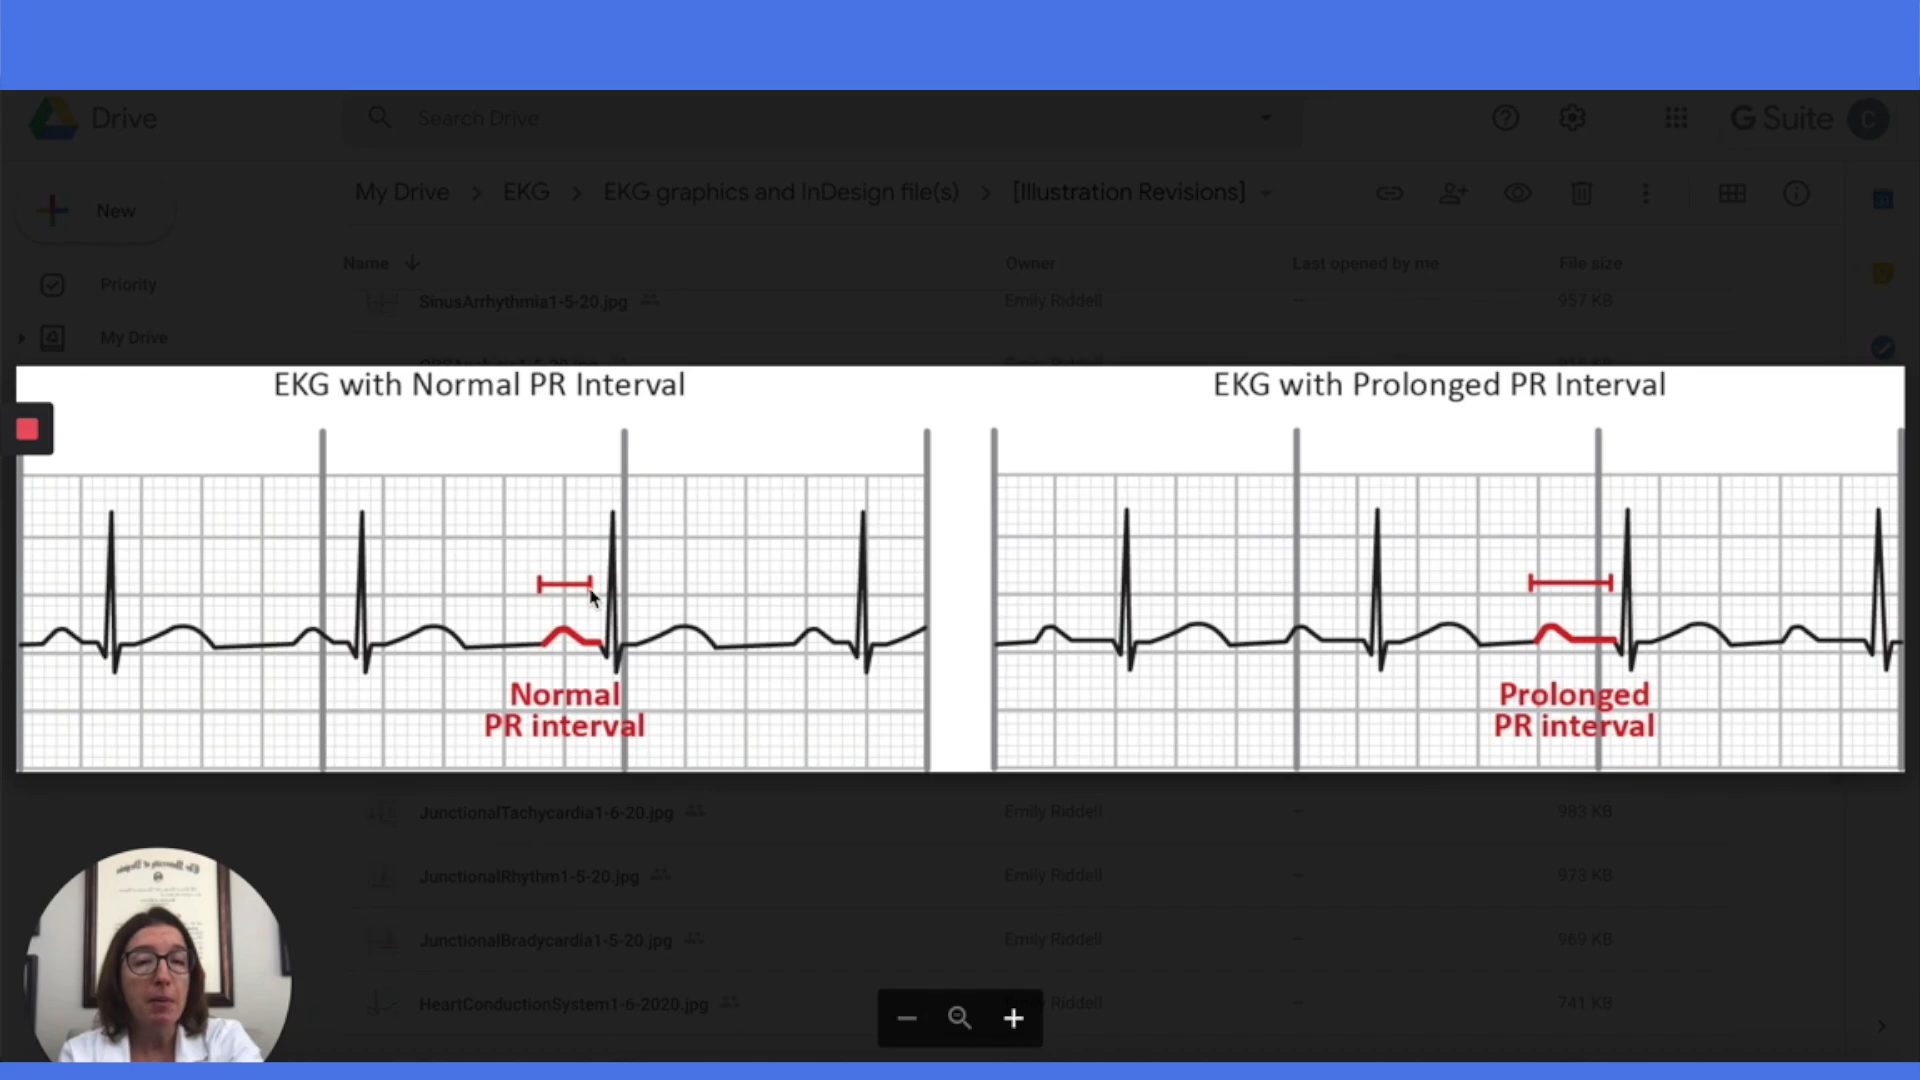 Drive
Search Drive
G Suite
C
My Drive > EKG > EKG graphics and InDesign file(s) > [Illustration Revisions]
New
Name
Owner
Last opened by me
File size
Priority
SinusArrhythmia1-5-20.jpg
Emily Riddell
957 KB
My Drive
EKG with Normal PR Interval
EKG with Prolonged PR Interval
Normal
PR interval
Prolonged
PR interval
JunctionalTachycardia1-6-20.jpg
Emily Riddell
983 KB
JunctionalRhythm1-5-20.jpg
Emily Riddell
973 KB
JunctionalBradycardia1-5-20.jpg
Emily Riddell
969 KB
HeartConductionSystem1-6-2020.jpg
Riddell
741 KB